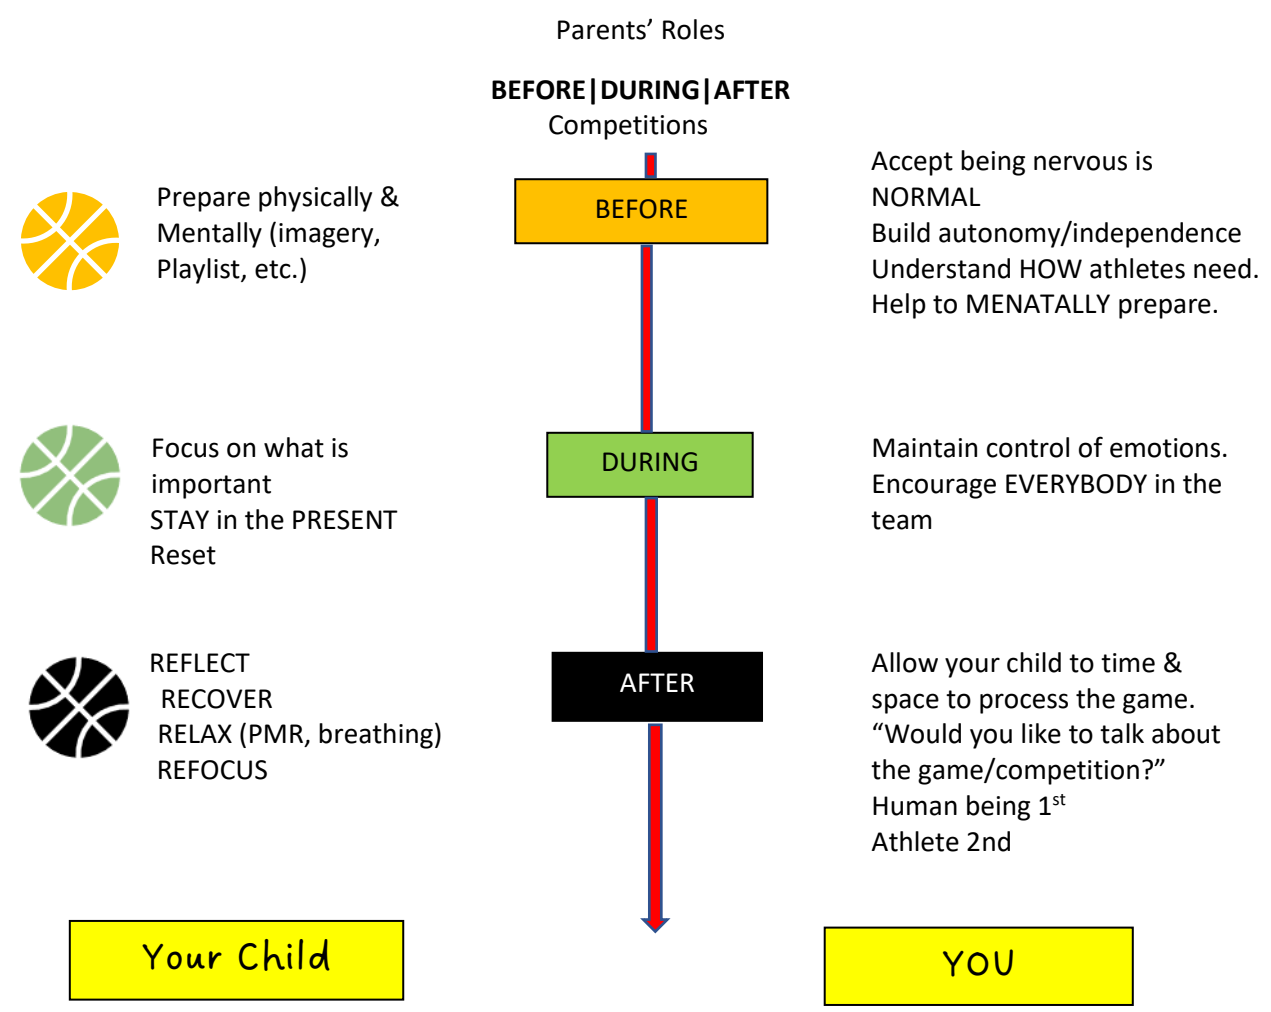 Parents’ Roles
BEFORE|DURING|AFTER
Competitions
Prepare physically &
Mentally (imagery,
Playlist, etc.)
BEFORE
Accept being nervous is
NORMAL
Build autonomy/independence
Understand HOW athletes need.
Help to MENATALLY prepare.
Focus on what is
important
STAY in the PRESENT
Reset
DURING
Maintain control of emotions.
Encourage EVERYBODY in the
team
REFLECT
RECOVER
RELAX (PMR, breathing)
REFOCUS
AFTER
Allow your child to time &
space to process the game.
“Would you like to talk about
the game/competition?”
Human being 1st
Athlete 2nd
Your Child
YOU